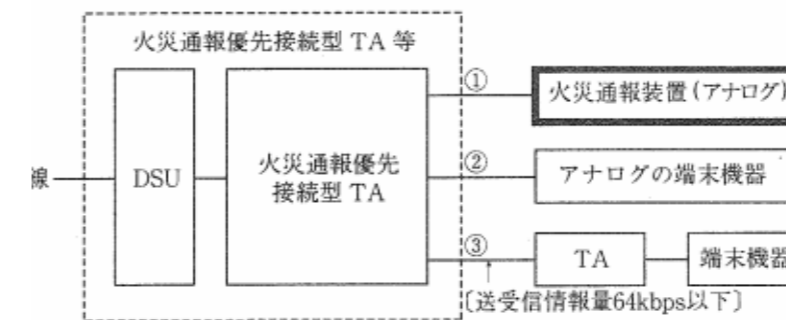 火災通報優先接続型 TA 等
①
火災通報装置(アナログ)
線
DSU
火災通報優先
接続型 TA
②
アナログの端末機器
③
TA
端末機器
〔送受信情報量64kbps以下〕